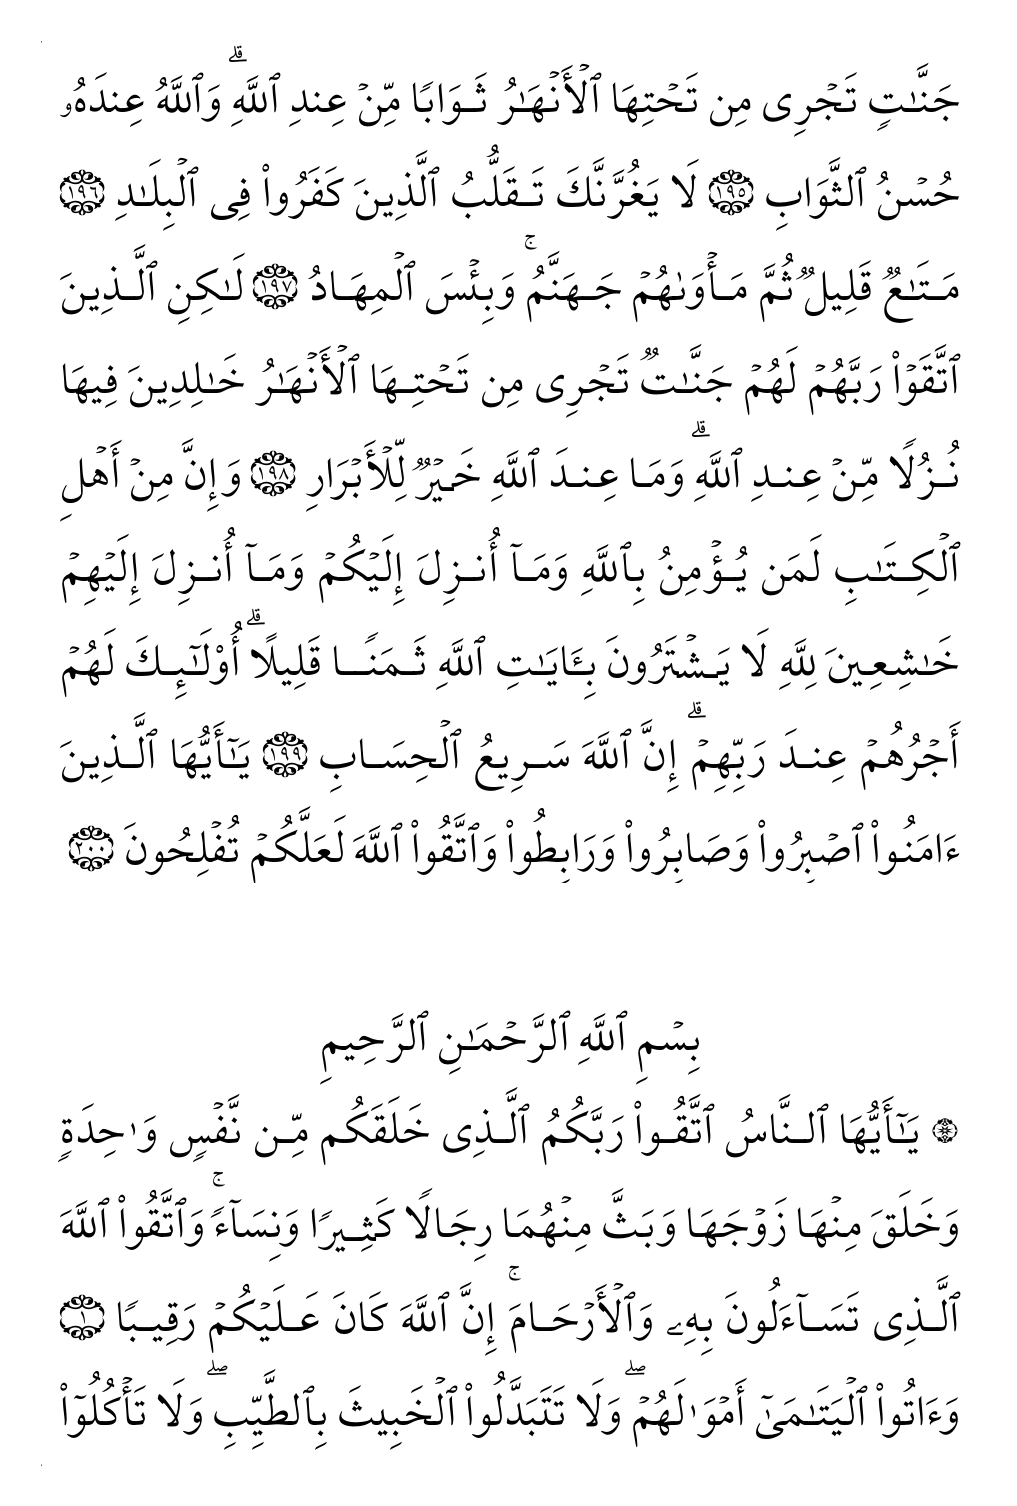 جَنَّٰتٍ تَجۡرِى مِن تَحۡتِهَا ٱلۡأَنۡهَٰرُ ثَوَابًا مِّنۡ عِندِ ٱللَّهِۗ وَٱللَّهُ عِندَهُۥ
حُسۡنُ ٱلثَّوَابِ ١٩٥ لَا يَغُرَّنَّكَ تَقَلُّبُ ٱلَّذِينَ كَفَرُواْ فِى ٱلۡبِلَٰدِ ١٩٦
مَتَٰعٌ قَلِيلٌ ثُمَّ مَأۡوَىٰهُمۡ جَهَنَّمُۚ وَبِئۡسَ ٱلۡمِهَادُ ١٩٧ لَٰكِنِ ٱلَّذِينَ
ٱتَّقَوۡاْ رَبَّهُمۡ لَهُمۡ جَنَّٰتٌ تَجۡرِى مِن تَحۡتِهَا ٱلۡأَنۡهَٰرُ خَٰلِدِينَ فِيهَا
نُزُلًا مِّنۡ عِندِ ٱللَّهِۗ وَمَا عِندَ ٱللَّهِ خَيۡرٌ لِّلۡأَبۡرَارِ ١٩٨ وَإِنَّ مِنۡ أَهۡلِ
ٱلۡكِتَٰبِ لَمَن يُؤۡمِنُ بِٱللَّهِ وَمَآ أُنزِلَ إِلَيۡكُمۡ وَمَآ أُنزِلَ إِلَيۡهِمۡ
خَٰشِعِينَ لِلَّهِ لَا يَشۡتَرُونَ بِـَٔايَٰتِ ٱللَّهِ ثَمَنًا قَلِيلًاۗ أُوْلَٰٓئِكَ لَهُمۡ
أَجۡرُهُمۡ عِندَ رَبِّهِمۡۗ إِنَّ ٱللَّهَ سَرِيعُ ٱلۡحِسَابِ ١٩٩ يَٰٓأَيُّهَا ٱلَّذِينَ
ءَامَنُواْ ٱصۡبِرُواْ وَصَابِرُواْ وَرَابِطُواْ وَٱتَّقُواْ ٱللَّهَ لَعَلَّكُمۡ تُفۡلِحُونَ ٢٠٠
بِسۡمِ ٱللَّهِ ٱلرَّحۡمَٰنِ ٱلرَّحِيمِ
۞ يَٰٓأَيُّهَا ٱلنَّاسُ ٱتَّقُواْ رَبَّكُمُ ٱلَّذِى خَلَقَكُم مِّن نَّفۡسٍ وَٰحِدَةٍ
وَخَلَقَ مِنۡهَا زَوۡجَهَا وَبَثَّ مِنۡهُمَا رِجَالًا كَثِيرًا وَنِسَآءًۚ وَٱتَّقُواْ ٱللَّهَ
ٱلَّذِى تَسَآءَلُونَ بِهِۦ وَٱلۡأَرۡحَامَۚ إِنَّ ٱللَّهَ كَانَ عَلَيۡكُمۡ رَقِيبًا ١
وَءَاتُواْ ٱلۡيَتَٰمَىٰٓ أَمۡوَٰلَهُمۡۖ وَلَا تَتَبَدَّلُواْ ٱلۡخَبِيثَ بِٱلطَّيِّبِۖ وَلَا تَأۡكُلُوٓاْ